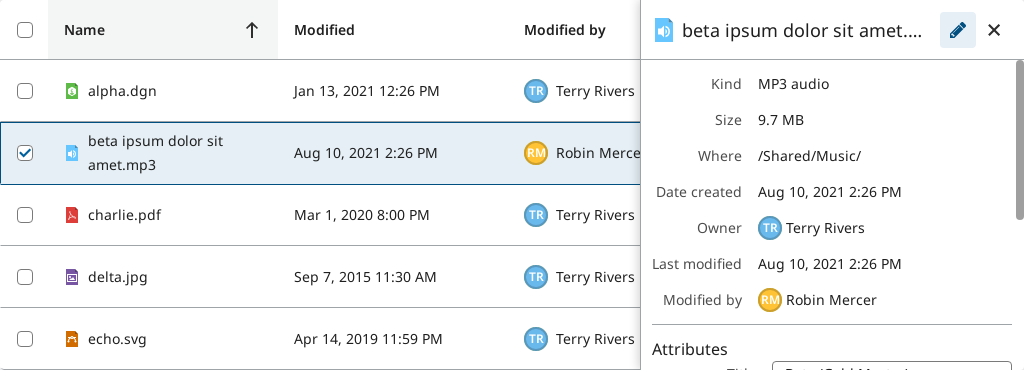 Name
Modified
Modified by
alpha.dgn
Jan 13, 2021 12:26 PM
TR
Terry Rivers
beta ipsum dolor sit
amet.mp3
Aug 10, 2021 2:26 PM
RM
Robin Merce
charlie.pdf
Mar 1, 2020 8:00 PM
TR
Terry Rivers
delta.jpg
Sep 7, 2015 11:30 AM
TR
Terry Rivers
echo.svg
Apr 14, 2019 11:59 PM
TR
Terry Rivers
beta ipsum dolor sit amet....
Kind
MP3 audio
Size
9.7 MB
Where
/Shared/Music/
Date created
Aug 10, 2021 2:26 PM
Owner
TR
Terry Rivers
Last modified
Aug 10, 2021 2:26 PM
Modified by
RM
Robin Mercer
Attributes